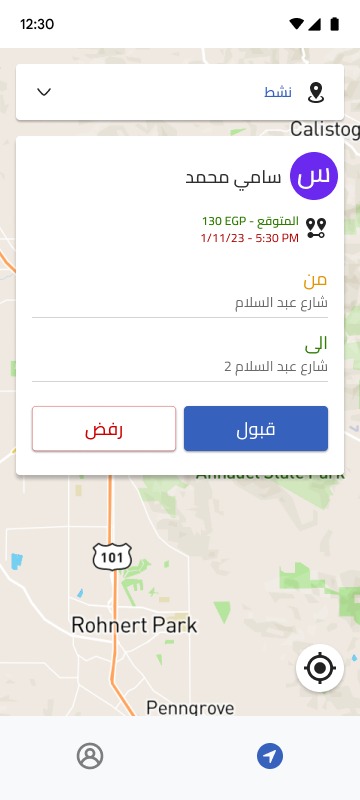 12:30
نشط
Calistog
س
سامي محمد
المتوقع - 130 EGP
1/11/23 - 5:30 PM
من
شارع عبد السلام
الى
شارع عبد السلام 2
قبول
رفض
Annadel State Park
101
Rohnert Park
Penngrove